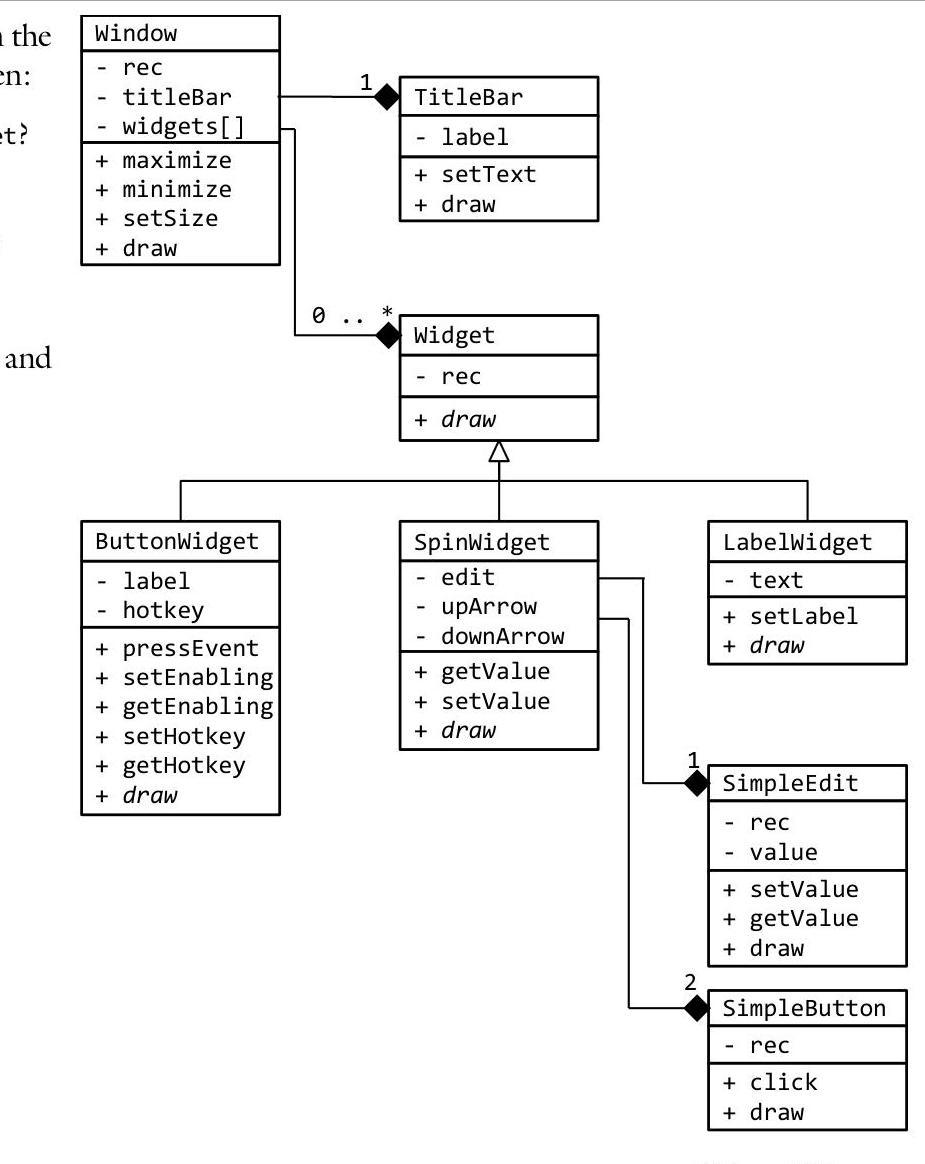 n the
en:
et?
and
Window
- rec
- titleBar
- widgets[]
+ maximize
+ minimize
+ setSize
+ draw
1
TitleBar
- label
+ setText
+ draw
0 .. *
Widget
- rec
+ draw
ButtonWidget
- label
- hotkey
+ pressEvent
+ setEnabling
+ getEnabling
+ setHotkey
+ getHotkey
+ draw
SpinWidget
- edit
- upArrow
- downArrow
+ getValue
+ setValue
+ draw
LabelWidget
- text
+ setLabel
+ draw
1
SimpleEdit
- rec
- value
+ setValue
+ getValue
+ draw
2
SimpleButton
- rec
+ click
+ draw